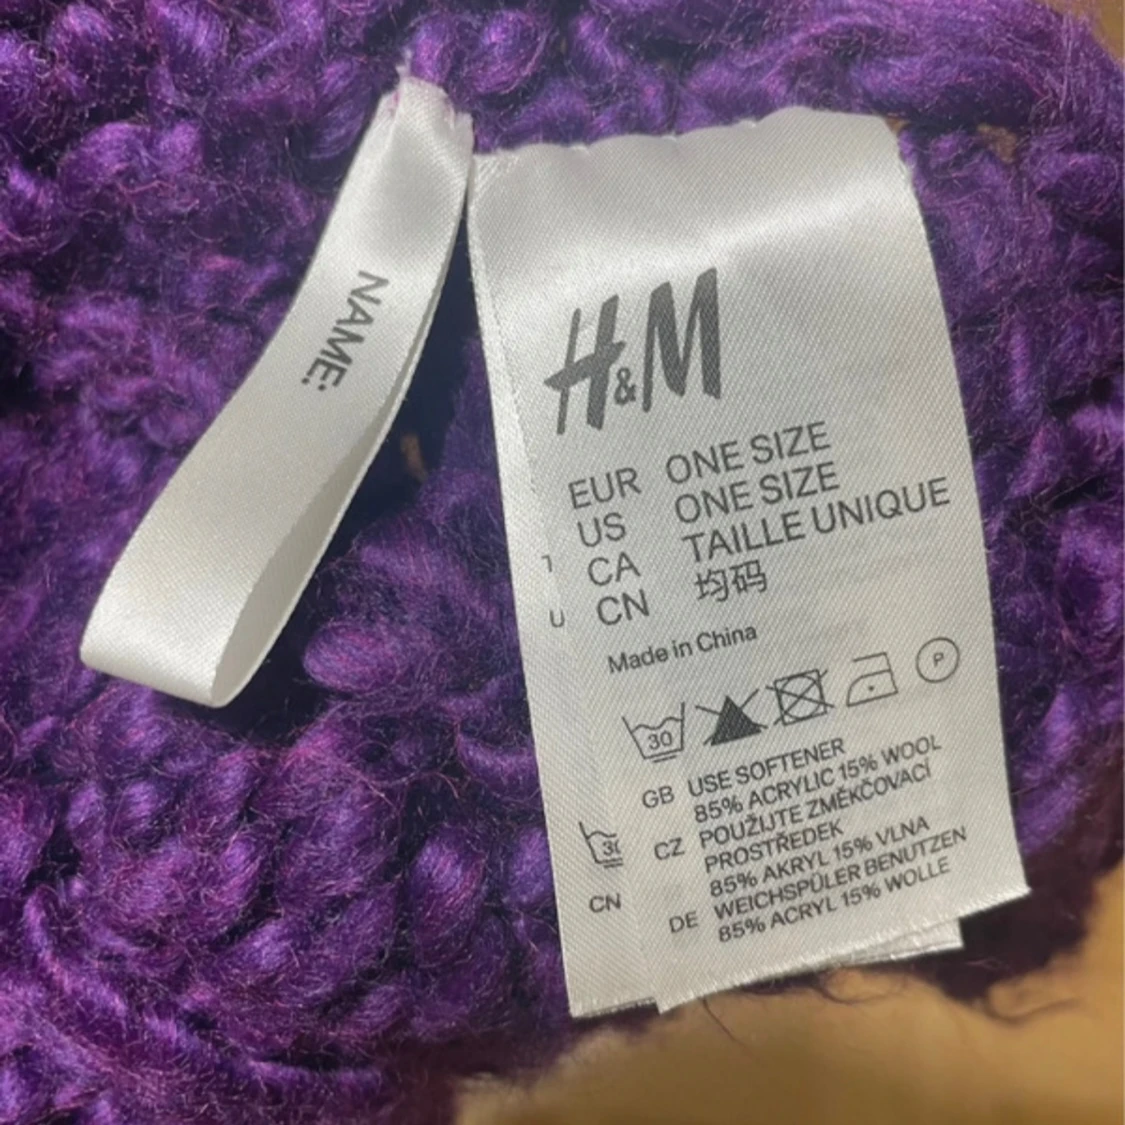 NAME:
H&M
EUR ONE SIZE
US ONE SIZE
CA TAILLE UNIQUE
CN 均码
Made in China
30
P
GB USE SOFTENER
85% ACRYLIC 15% WOOL
CZ POUŽIJTE ZMĚKČOVACÍ
PROSTŘEDEK
85% AKRYL 15% VLNA
DE WEICHSPÜLER BENUTZEN
85% ACRYL 15% WOLLE
U
CN